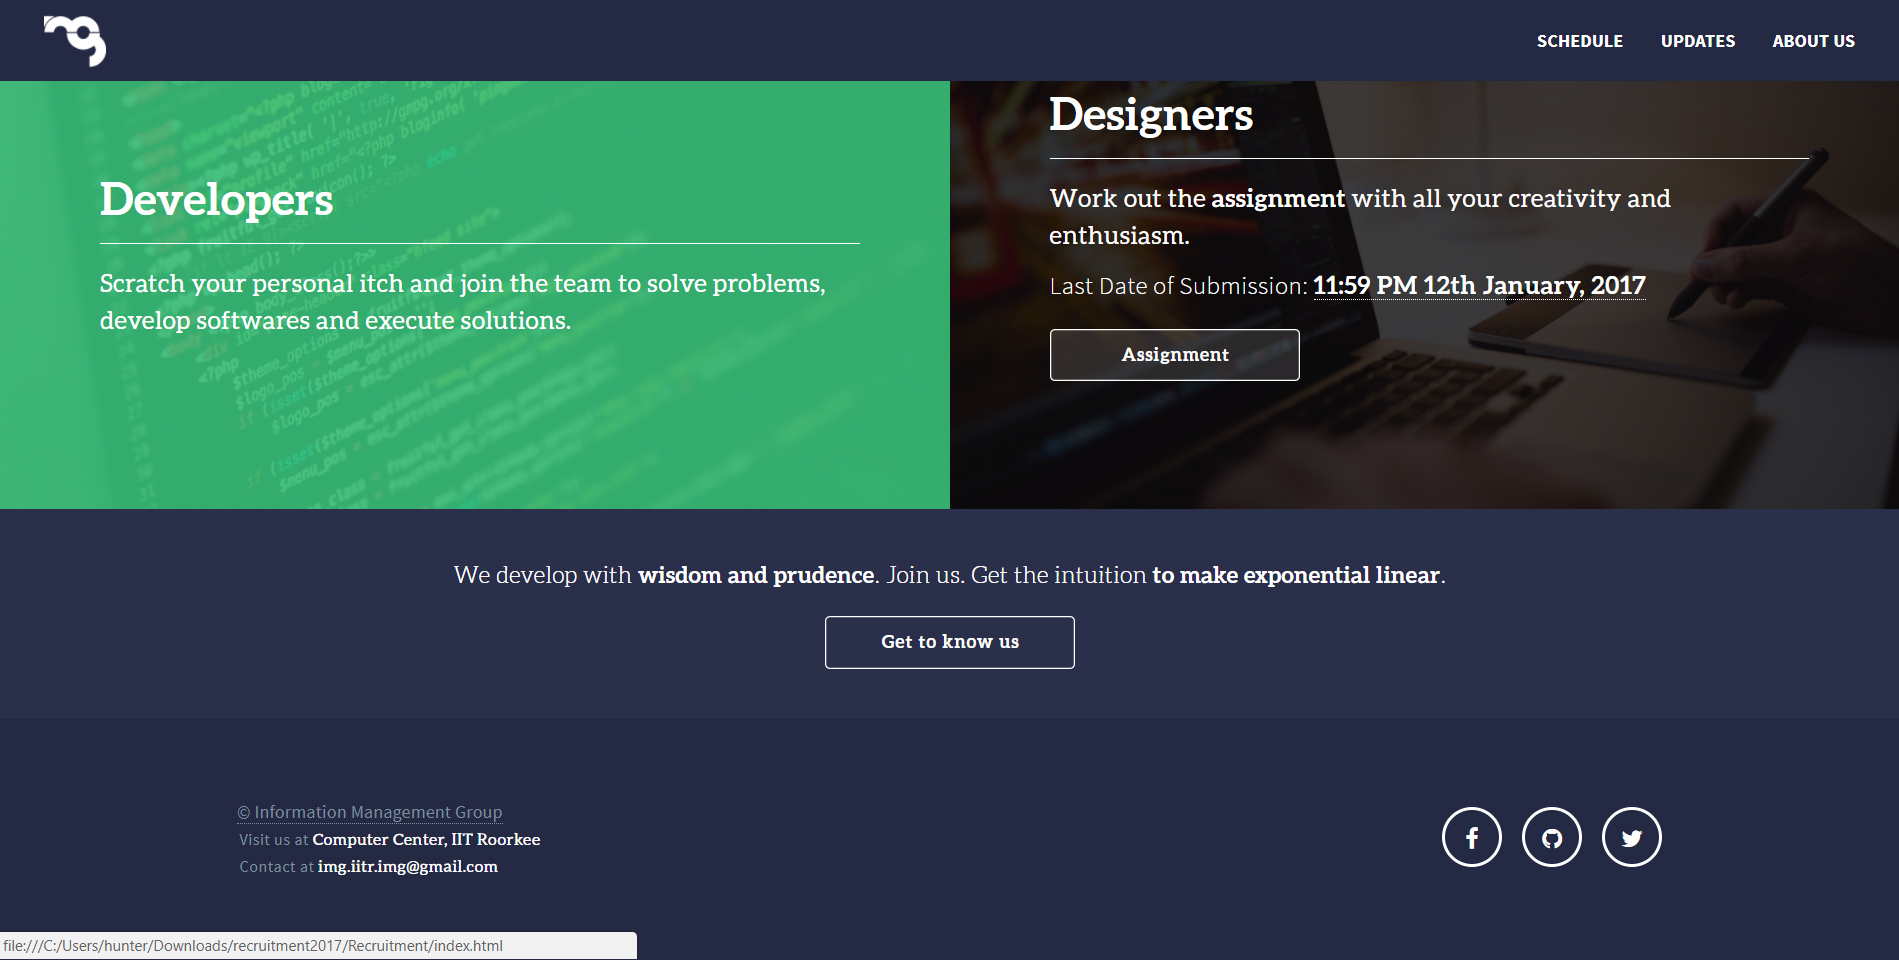 SCHEDULE UPDATES ABOUT US
Developers
Scratch your personal itch and join the team to solve problems,
develop softwares and execute solutions.
Designers
Work out the assignment with all your creativity and
enthusiasm.
Last Date of Submission: 11:59 PM 12th January, 2017
Assignment
We develop with wisdom and prudence. Join us. Get the intuition to make exponential linear.
Get to know us
© Information Management Group
Visit us at Computer Center, IIT Roorkee
Contact at img.iitr.img@gmail.com
file:///C:/Users/hunter/Downloads/recruitment2017/Recruitment/index.html